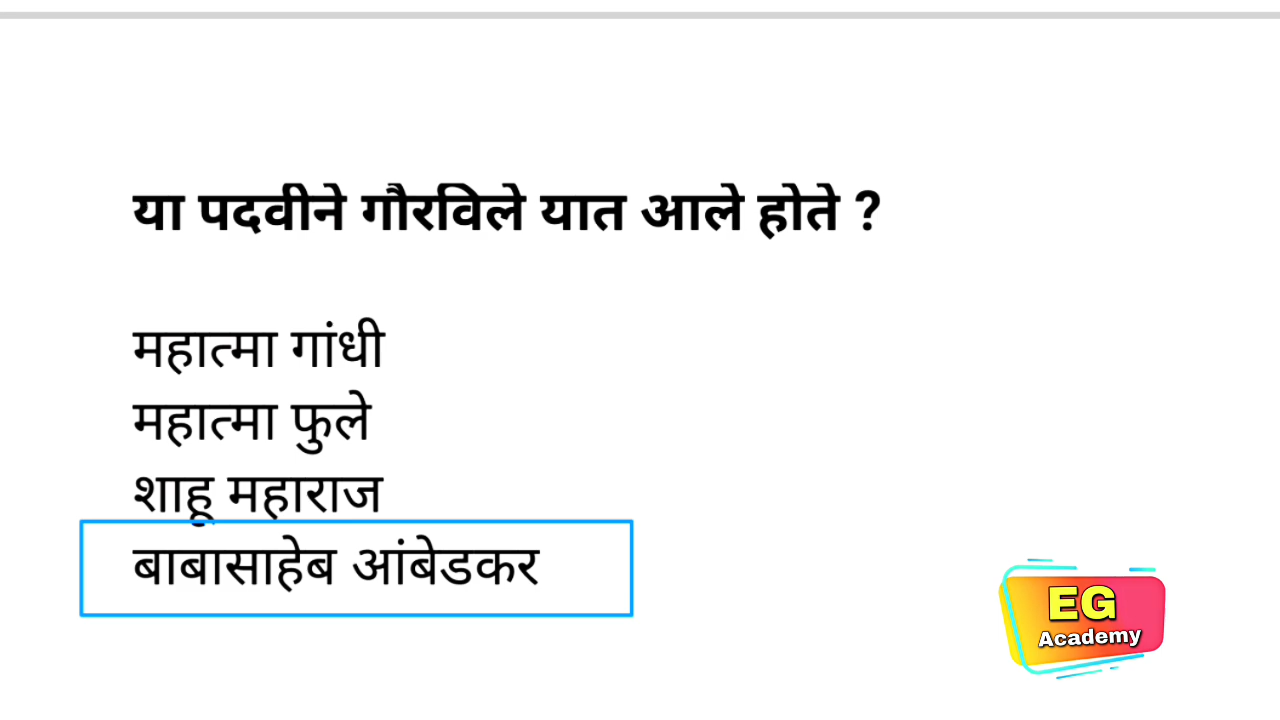 या पदवीने गौरविले यात आले होते ?
महात्मा गांधी
महात्मा फुले
शाहू महाराज
बाबासाहेब आंबेडकर
EG
Academy